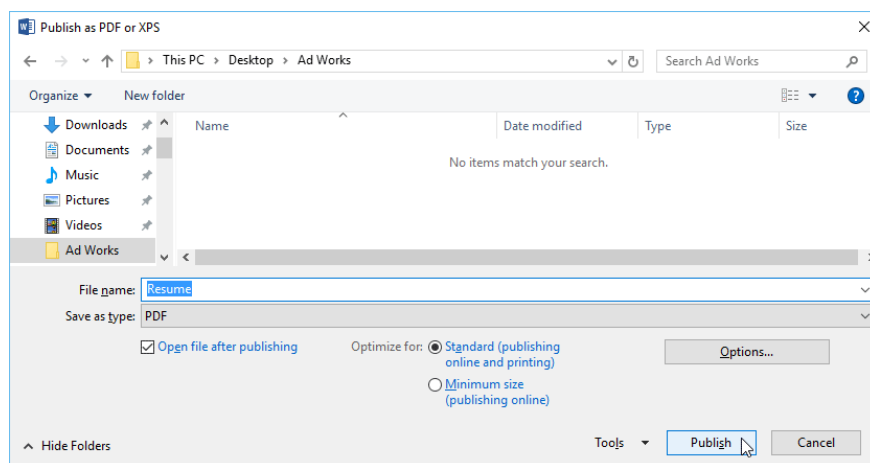 Publish as PDF or XPS
This PC > Desktop > Ad Works
Search Ad Works
Organize
New folder
Downloads
Documents
Music
Pictures
Videos
Ad Works
Name
Date modified
Type
Size
No items match your search.
File name: Resume
Save as type: PDF
Open file after publishing
Optimize for:
Standard (publishing
online and printing)
Minimum size
(publishing online)
Options...
Hide Folders
Tools
Publish
Cancel